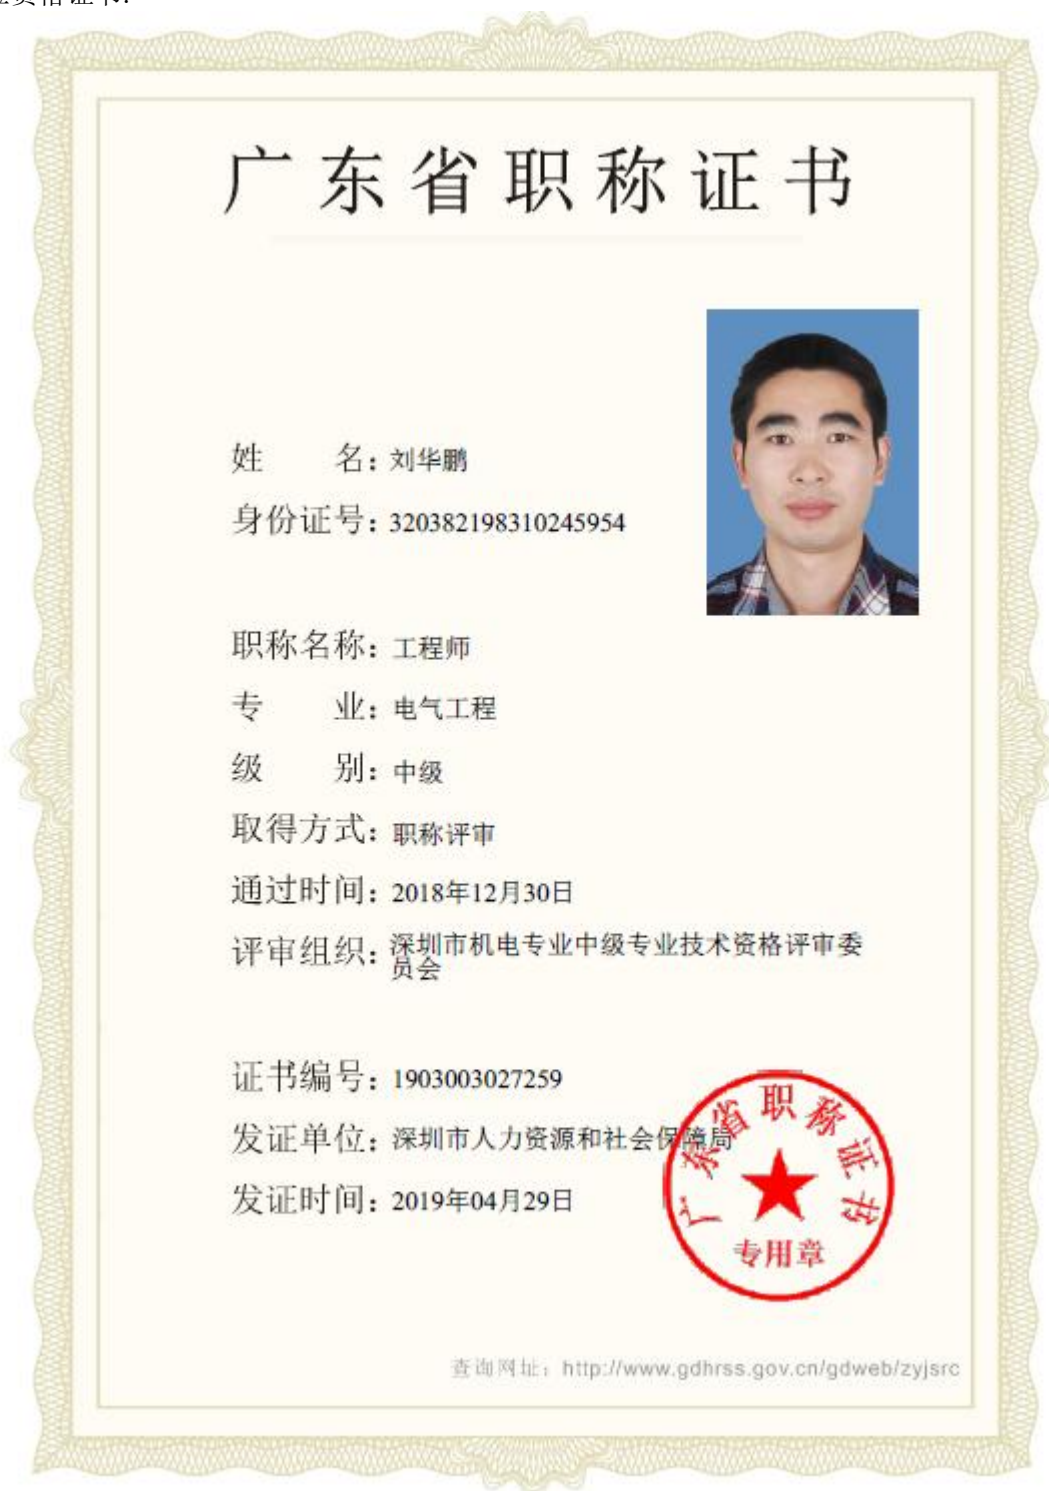 广东省职称证书
姓 名：刘华鹏
身份证号：320382198310245954
职称名称：工程师
专 业：电气工程
级 别：中级
取得方式：职称评审
通过时间：2018年12月30日
评审组织：深圳市机电专业中级专业技术资格评审委
员会
证书编号：1903003027259
发证单位：深圳市人力资源和社会保障局
发证时间：2019年04月29日
广东省职称证书
专用章
查询网址：http://www.gdhrss.gov.cn/gdweb/zyjsrc